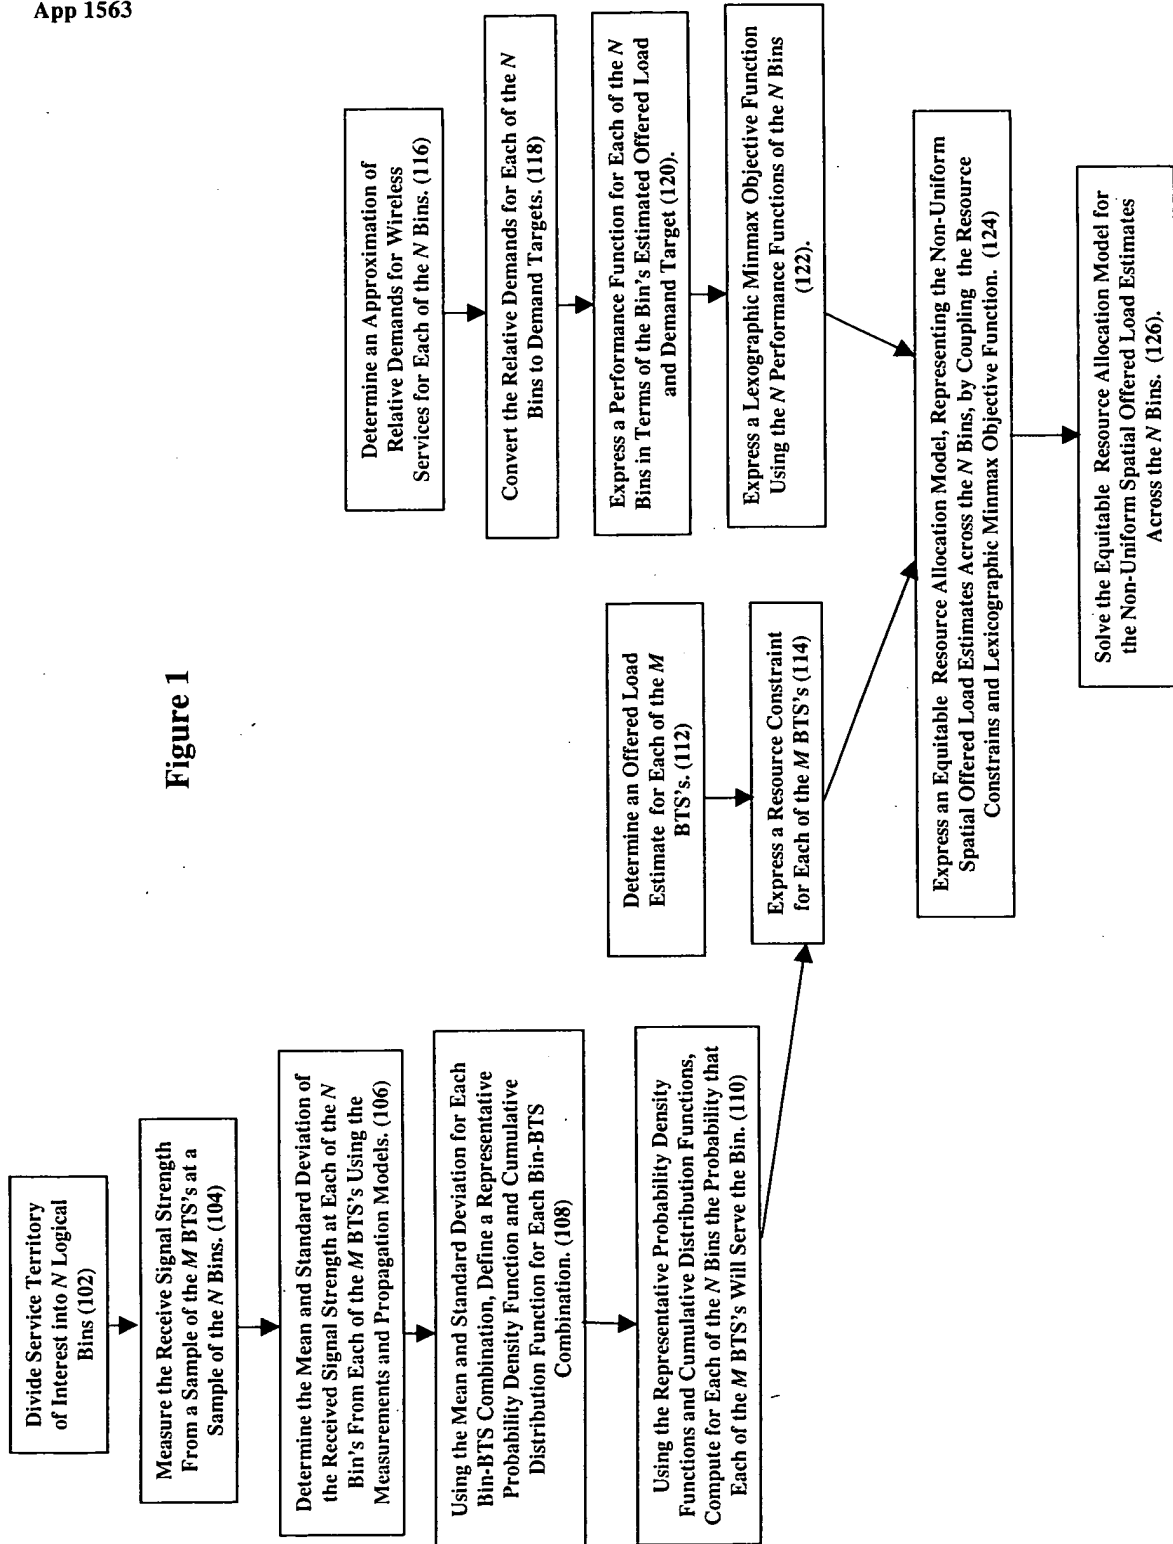 App 1563
Figure 1
Divide Service Territory
of Interest into N Logical
Bins (102)
Measure the Receive Signal Strength
From a Sample of the M BTS's at a
Sample of the N Bins. (104)
Determine the Mean and Standard Deviation of
the Received Signal Strength at Each of the N
Bin's From Each of the M BTS's Using the
Measurements and Propagation Models. (106)
Using the Mean and Standard Deviation for Each
Bin-BTS Combination, Define a Representative
Probability Density Function and Cumulative
Distribution Function for Each Bin-BTS
Combination. (108)
Using the Representative Probability Density
Functions and Cumulative Distribution Functions,
Compute for Each of the N Bins the Probability that
Each of the M BTS's Will Serve the Bin. (110)
Determine an Offered Load
Estimate for Each of the M
BTS's. (112)
Express a Resource Constraint
for Each of the M BTS's (114)
Determine an Approximation of
Relative Demands for Wireless
Services for Each of the N Bins. (116)
Convert the Relative Demands for Each of the N
Bins to Demand Targets. (118)
Express a Performance Function for Each of the N
Bins in Terms of the Bin's Estimated Offered Load
and Demand Target (120).
Express a Lexographic Minmax Objective Function
Using the N Performance Functions of the N Bins
(122).
Express an Equitable Resource Allocation Model, Representing the Non-Uniform
Spatial Offered Load Estimates Across the N Bins, by Coupling the Resource
Constrains and Lexicographic Minmax Objective Function. (124)
Solve the Equitable Resource Allocation Model for
the Non-Uniform Spatial Offered Load Estimates
Across the N Bins. (126).